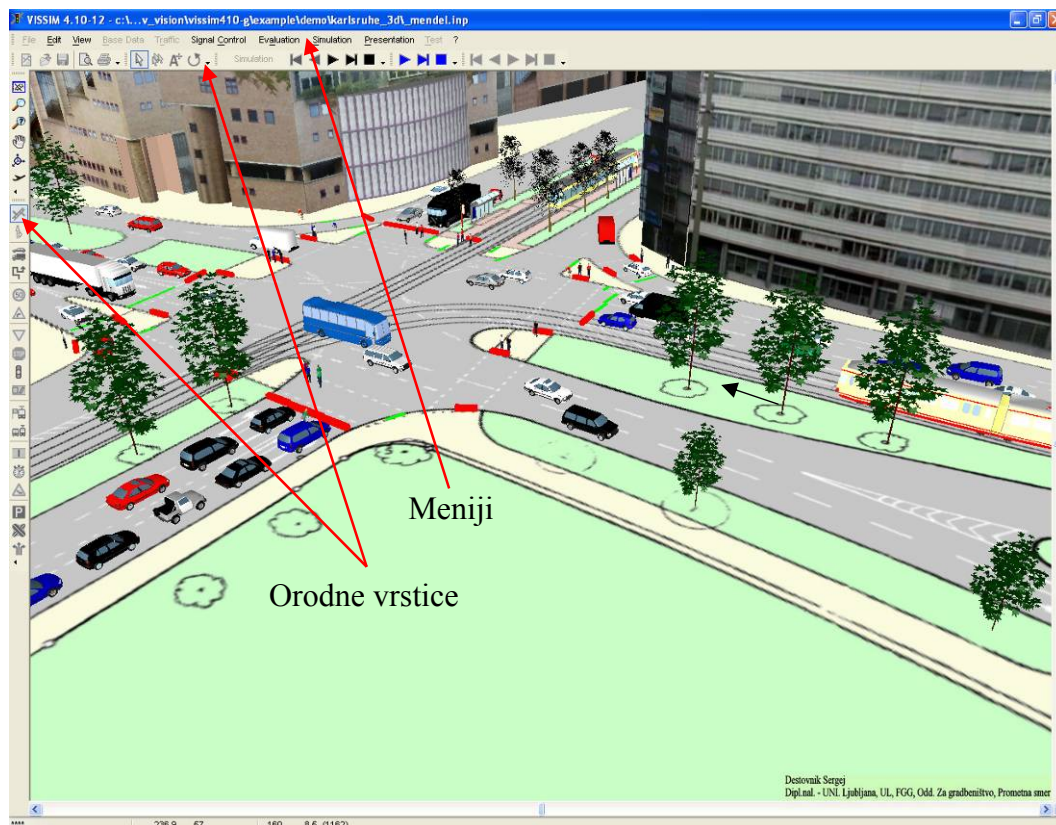 VISSIM 4.10-12 - c:\...v_vision\vissim410-g\example\demo\karlsruhe_3d\_mendel.inp
File Edit View Base Data Traffic Signal Control Evaluation Simulation Presentation Test ?
Simulation
Meniji
Orodne vrstice
Destovnik Sergej
Dipl.nal. - UNI. Ljubljana, UL, FGG, Odd. Za gradbeništvo, Prometna smer